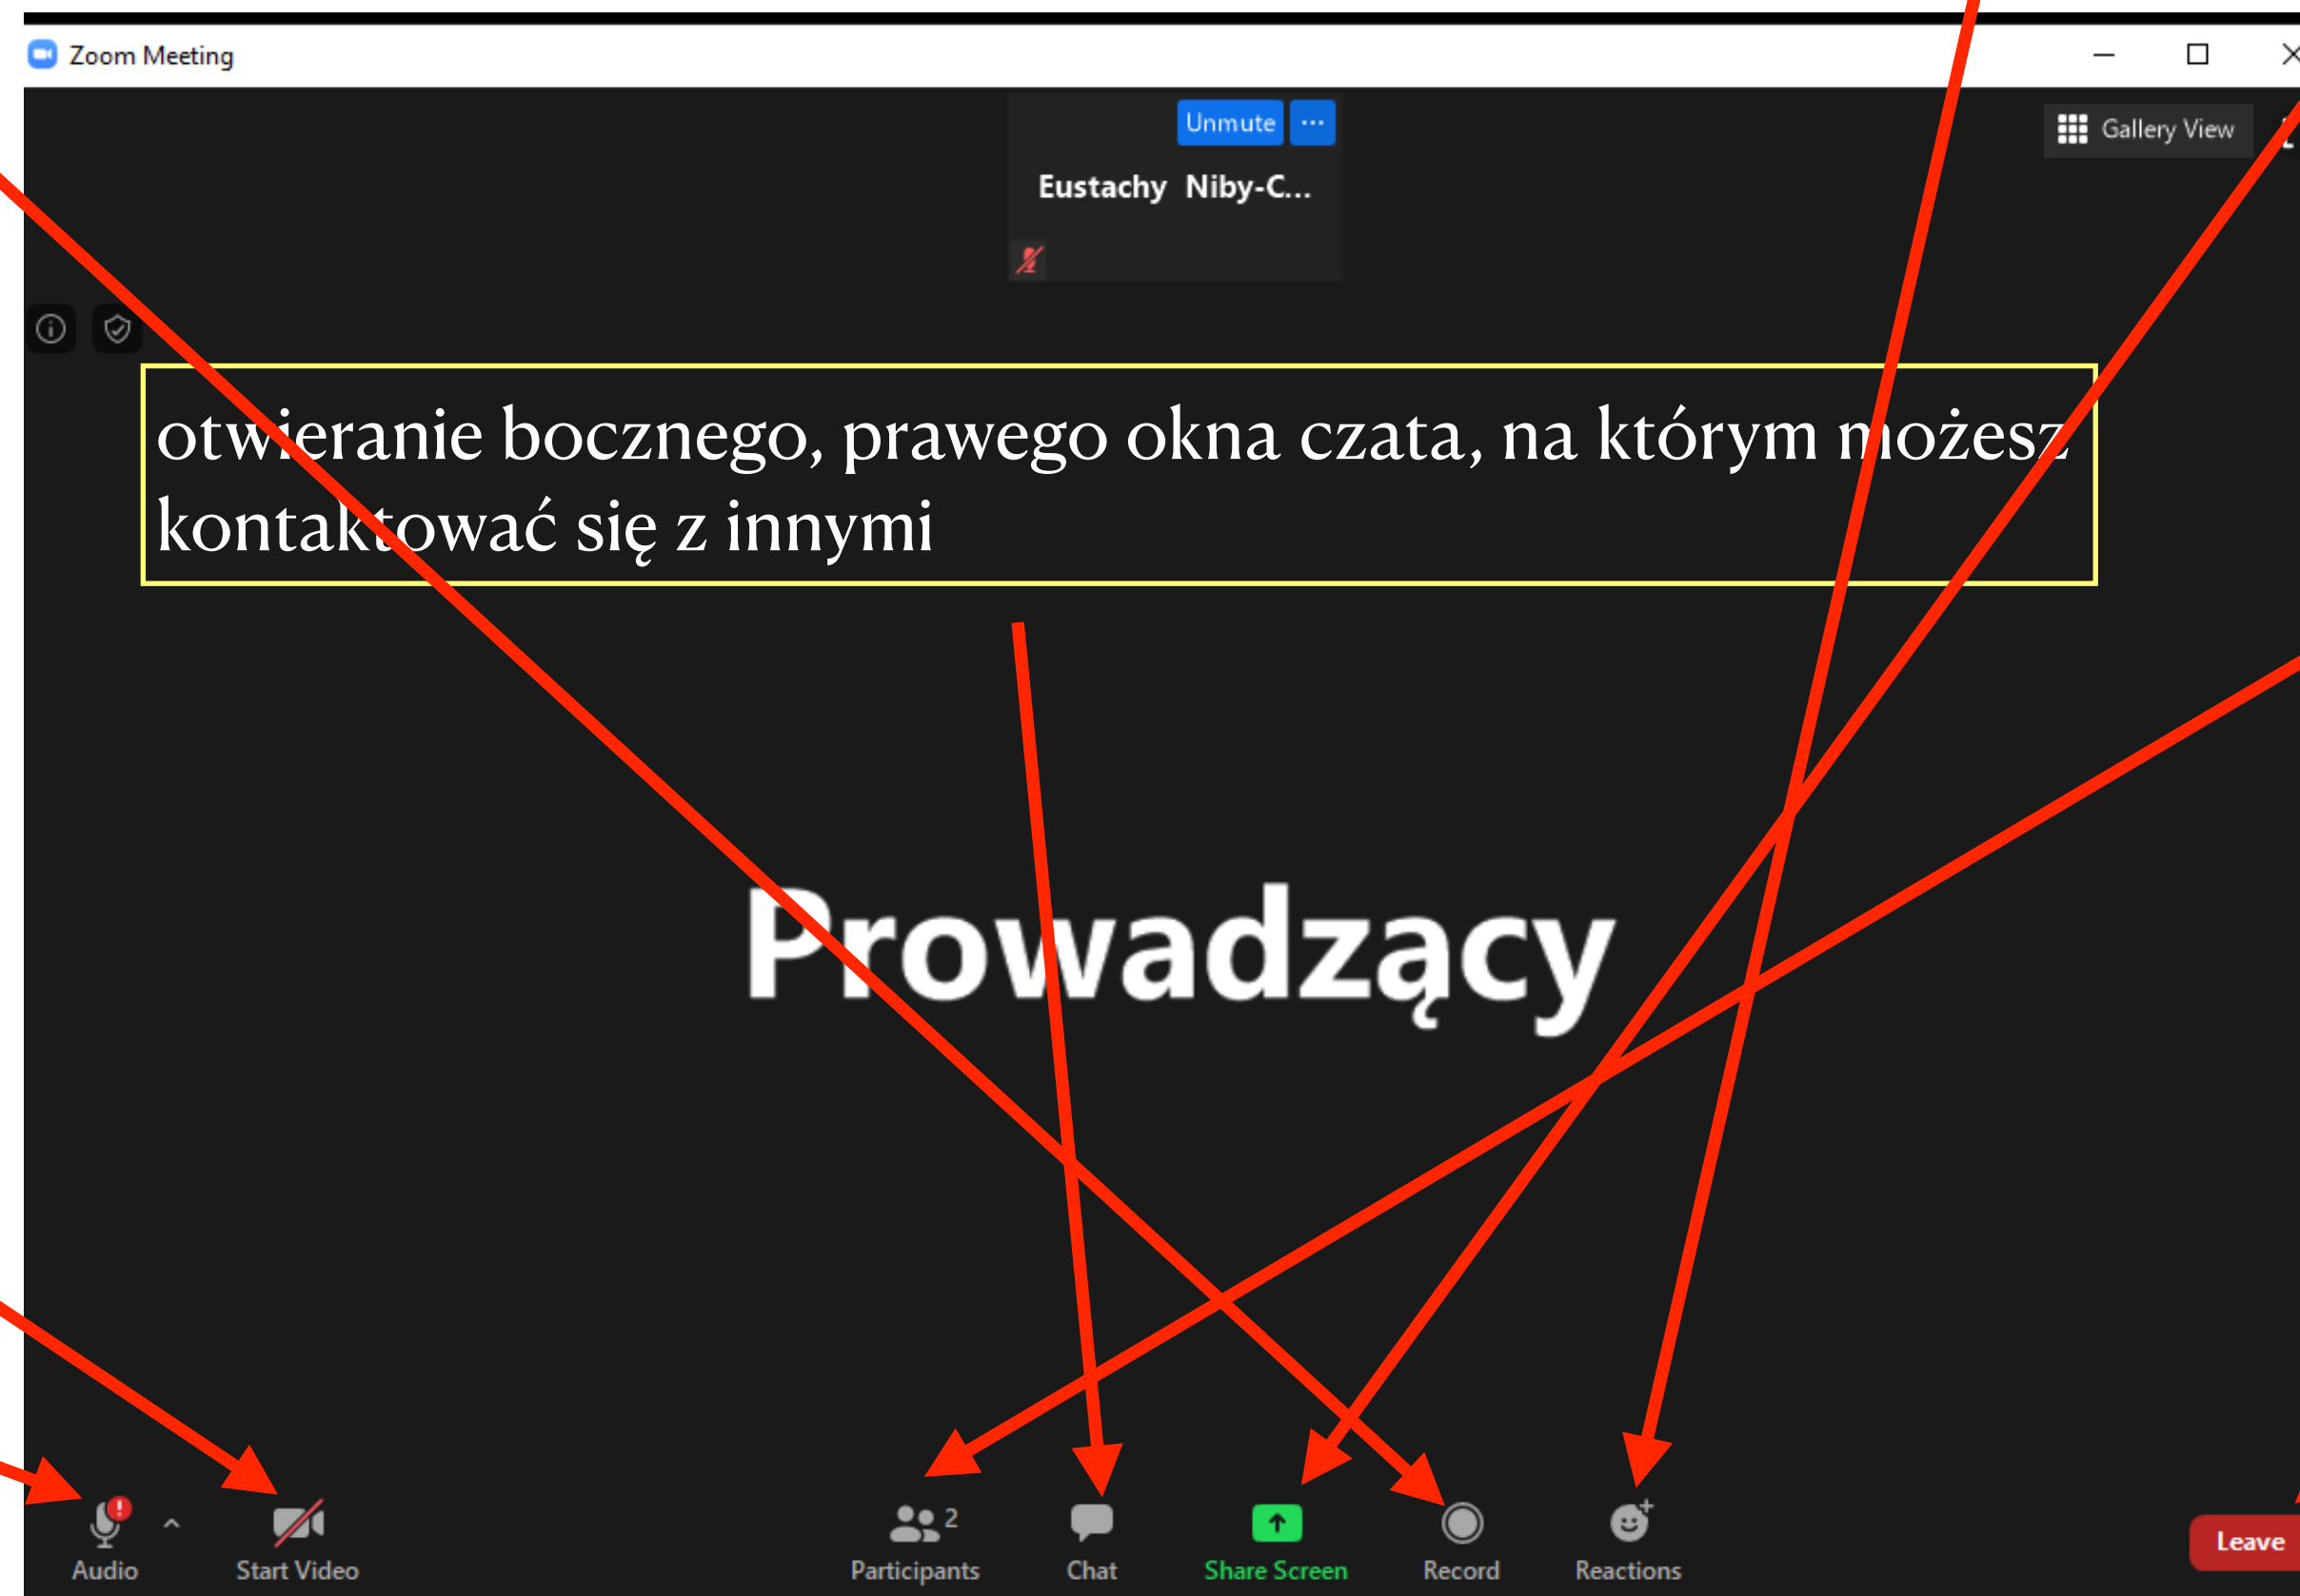 Zoom Meeting
Unmute ...
Gallery View
Eustachy Niby-C...
otwieranie bocznego, prawego okna czata, na którym możesz
kontaktować się z innymi
Prowadzący
2
Audio Start Video Participants Chat Share Screen Record Reactions Leave